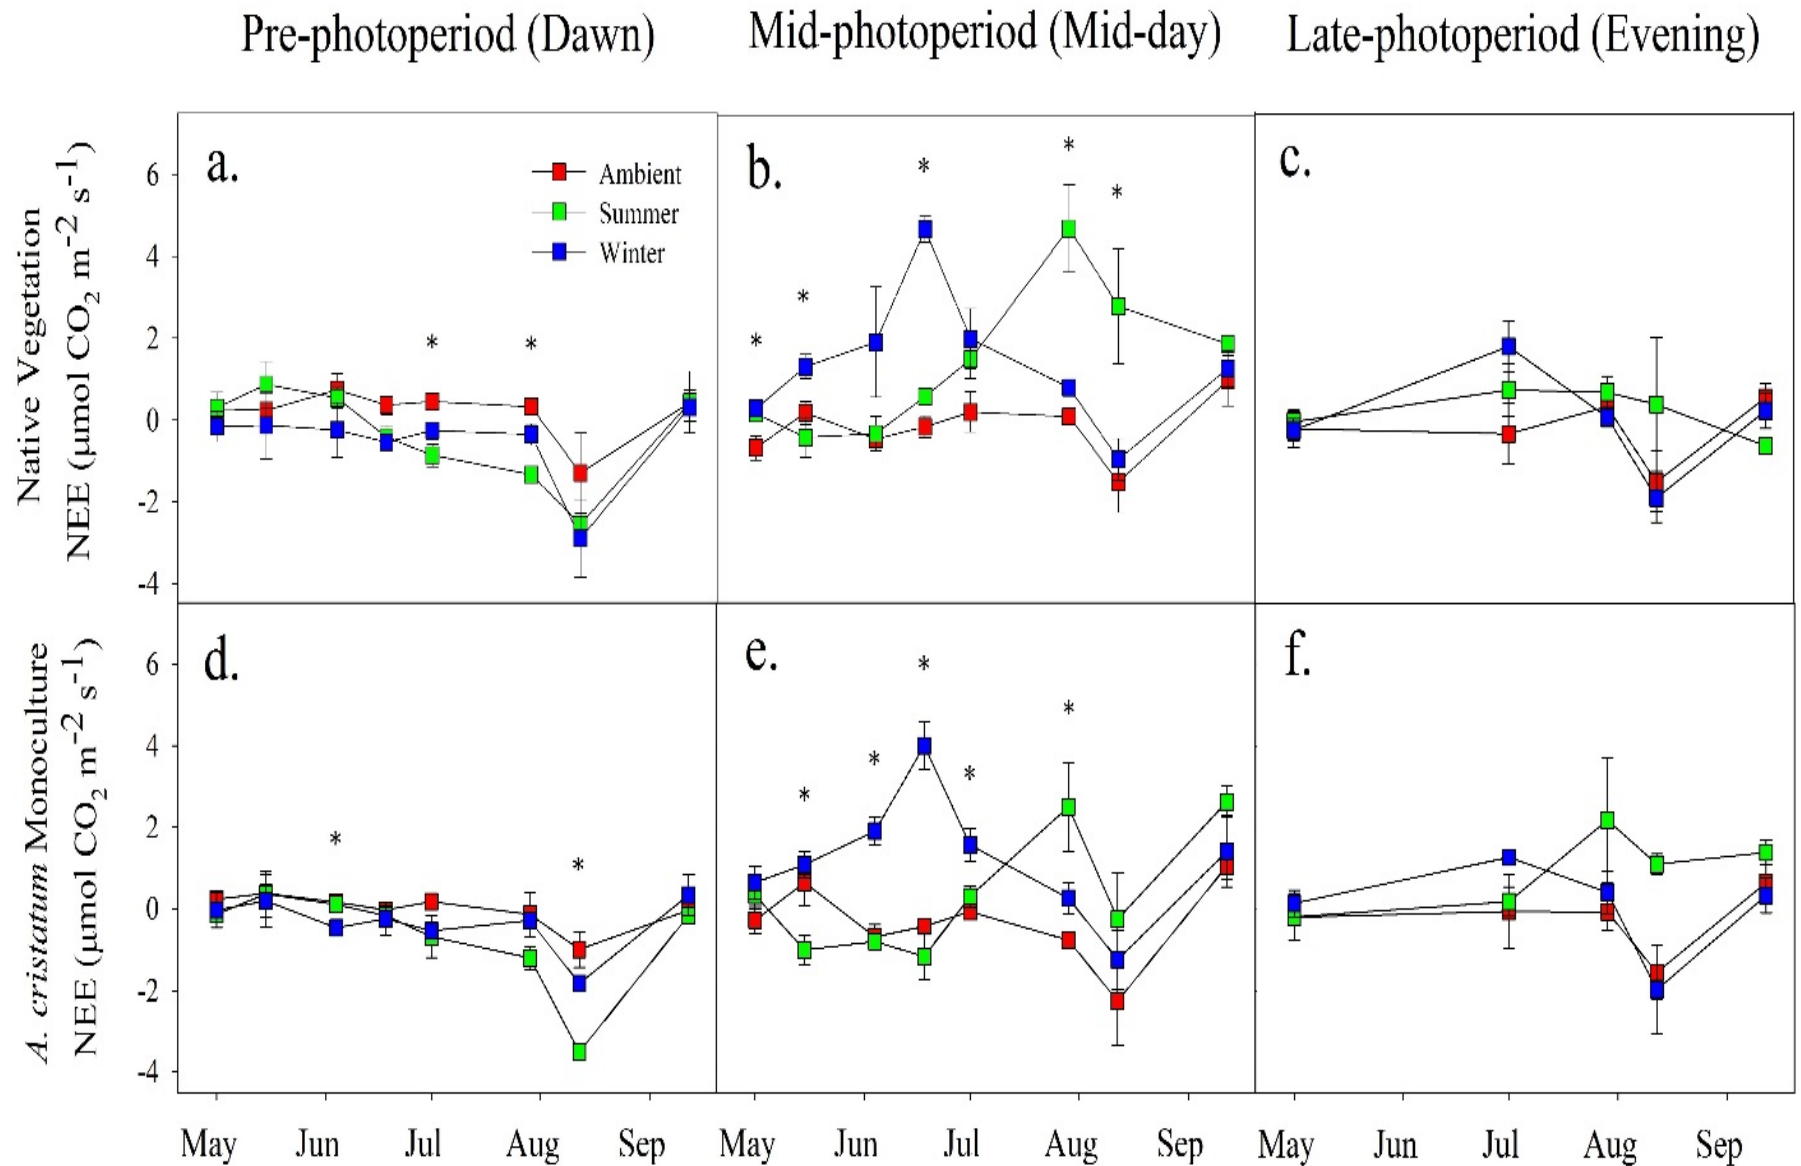 Pre-photoperiod (Dawn)
Mid-photoperiod (Mid-day)
Late-photoperiod (Evening)
Native Vegetation
NEE (µmol CO2 m-2 s-1)
a.
Ambient
Summer
Winter
6
4
2
0
-2
-4
*
*
b.
*
*
*
*
*
c.
A. cristatum Monoculture
NEE (µmol CO2 m-2 s-1)
d.
6
4
2
0
-2
-4
*
*
e.
*
*
*
*
*
f.
May Jun Jul Aug Sep
May Jun Jul Aug Sep
May Jun Jul Aug Sep